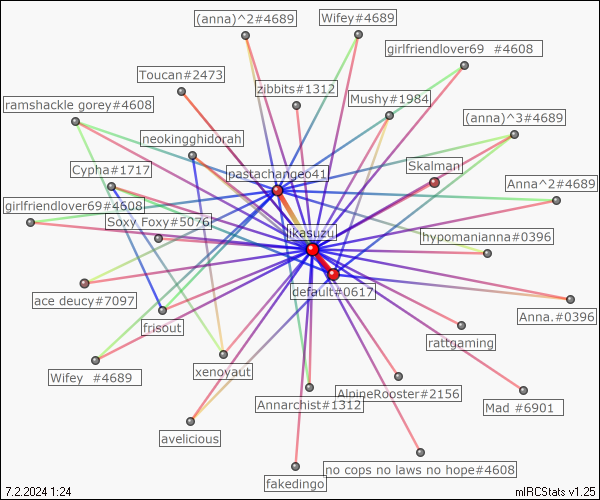 (anna)^2#4689
Wifey#4689
girlfriendlover69 #4608
Toucan#2473
zibbits#1312
Mushy#1984
ramshackle gorey#4608
(anna)^3#4689
neokingghidorah
Cypha#1717
pastachangeo41
Skalman
Anna^2#4689
girlfriendlover69#4608
Soxy Foxy#5076
ikasuzu
hypomanianna#0396
default#0617
ace deucy#7097
Anna.#0396
frisout
rattgaming
xenoyaut
Wifey #4689
AlpineRooster#2156
Annarchist#1312
Mad #6901
avelicious
no cops no laws no hope#4608
fakedingo
7.2.2024 1:24
mIRCStats v1.25